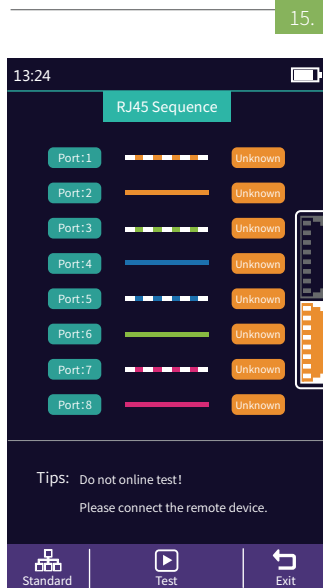 15.
13:24
RJ45 Sequence
Port:1 Unknown
Port:2 Unknown
Port:3 Unknown
Port:4 Unknown
Port:5 Unknown
Port:6 Unknown
Port:7 Unknown
Port:8 Unknown
Tips: Do not online test!
Please connect the remote device.
Standard Test Exit